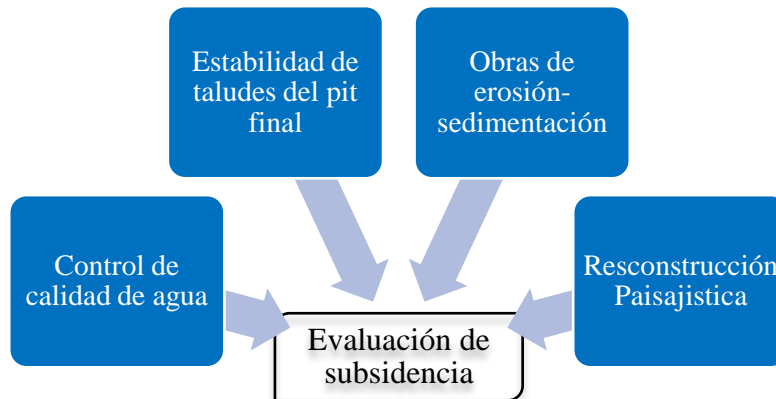 Estabilidad de
taludes del pit
final
Obras de
erosión-
sedimentación
Control de
calidad de agua
Resconstrucción
Paisajistica
Evaluación de
subsidencia